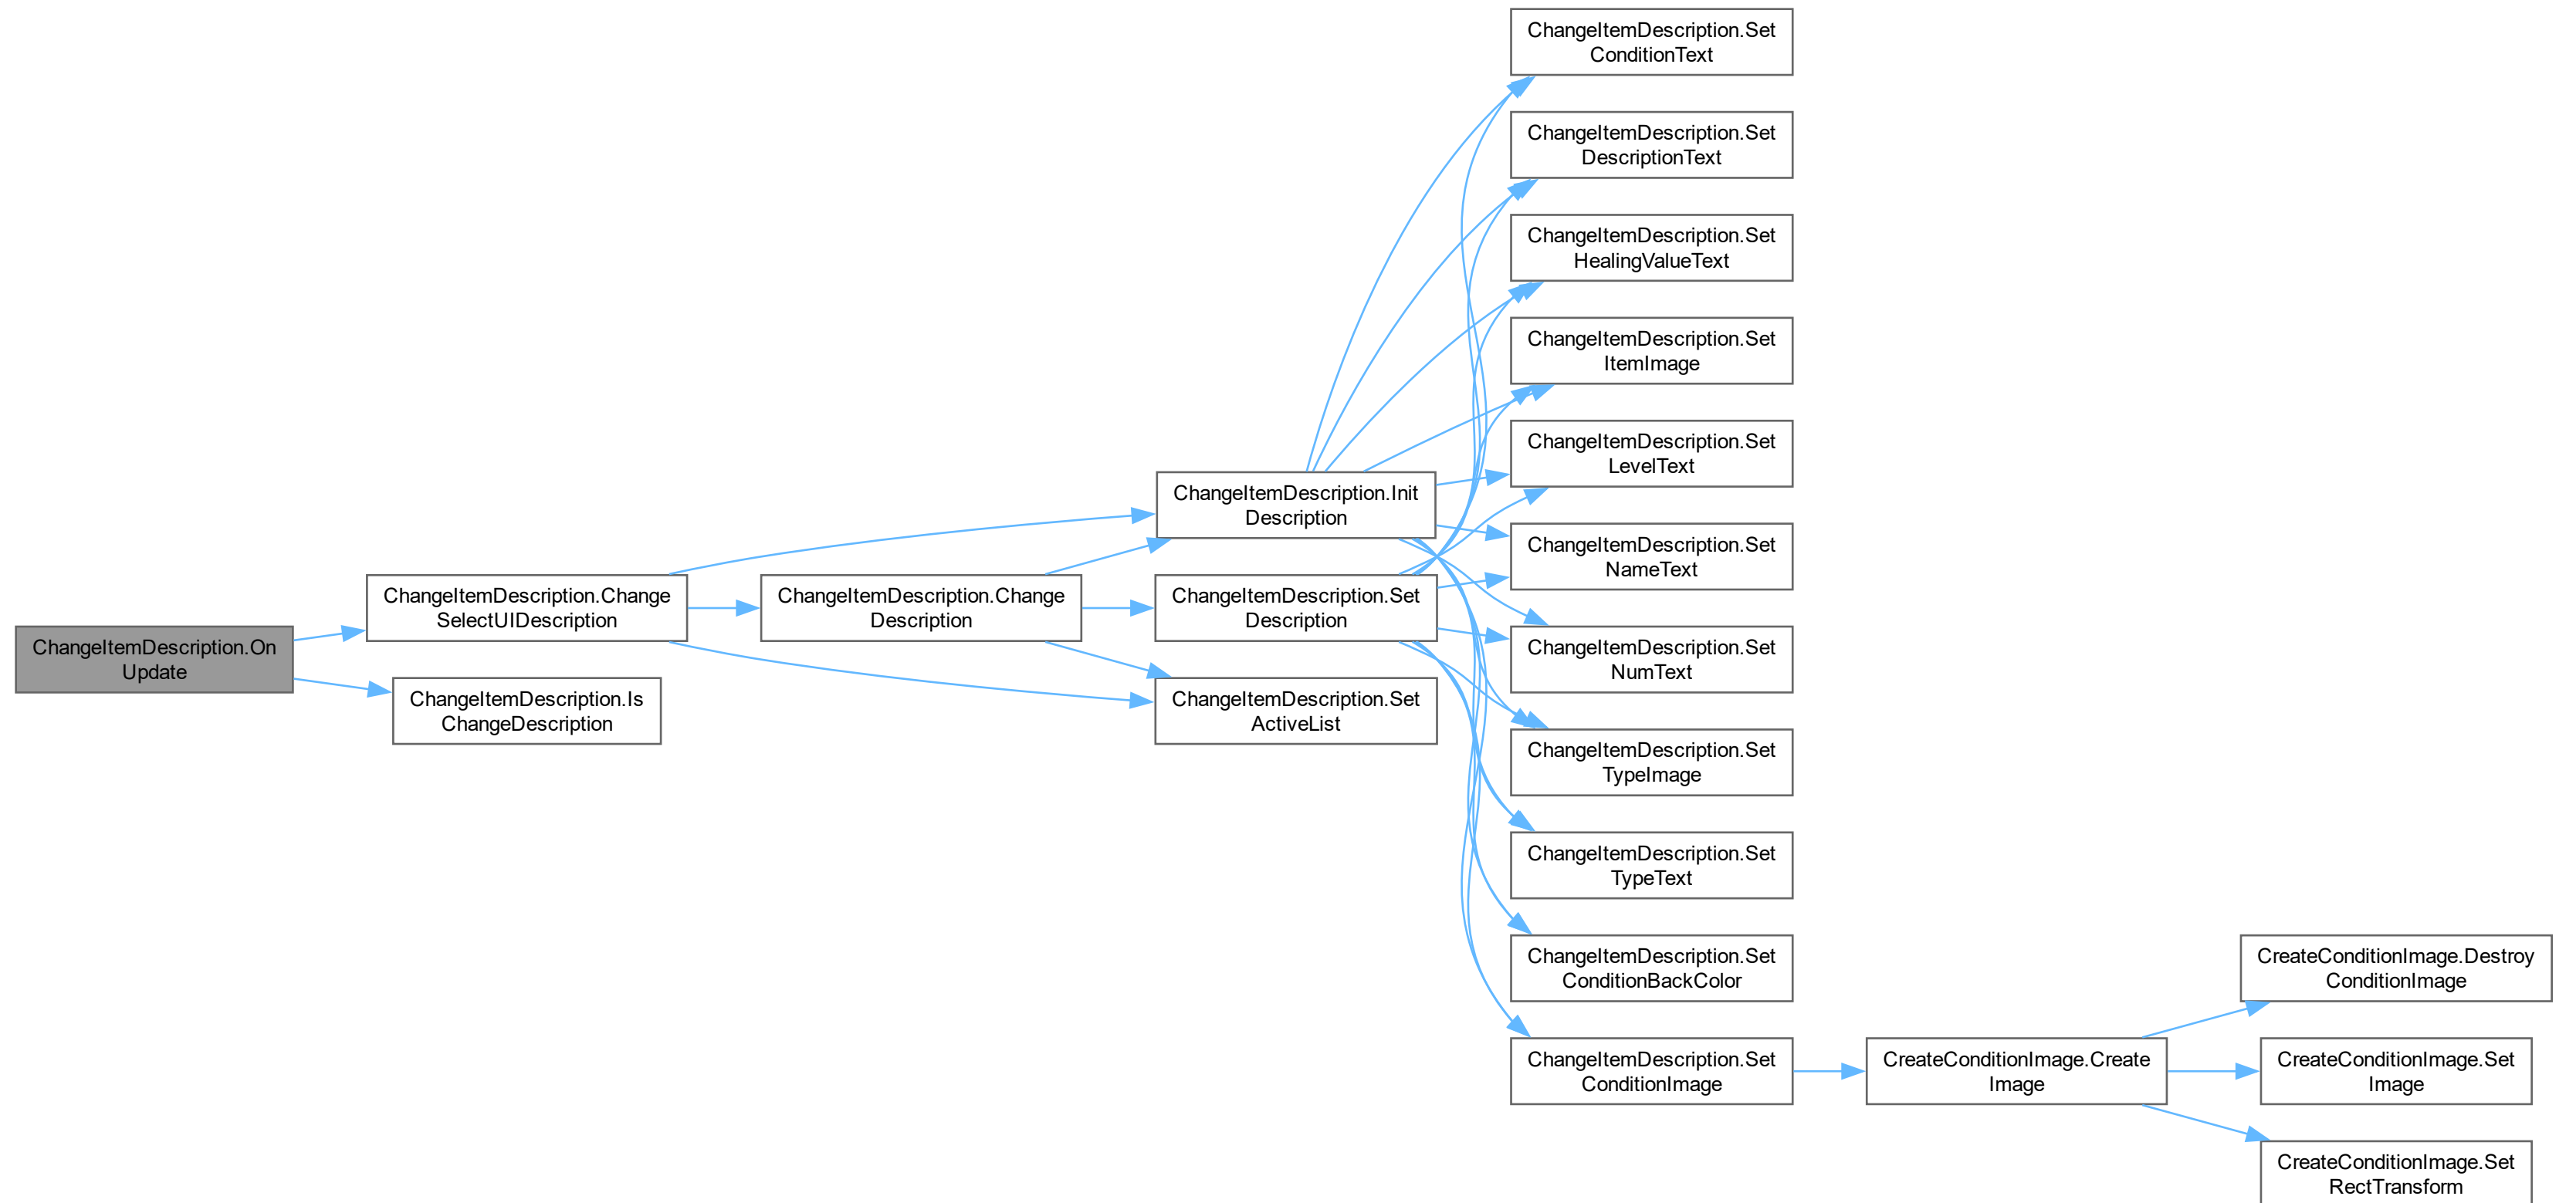 ChangeItemDescription.On
Update
ChangeItemDescription.Change
SelectUIDescription
ChangeItemDescription.Is
ChangeDescription
ChangeItemDescription.Change
Description
ChangeItemDescription.Init
Description
ChangeItemDescription.Set
Description
ChangeItemDescription.Set
ActiveList
ChangeItemDescription.Set
ConditionText
ChangeItemDescription.Set
DescriptionText
ChangeItemDescription.Set
HealingValueText
ChangeItemDescription.Set
ItemImage
ChangeItemDescription.Set
LevelText
ChangeItemDescription.Set
NameText
ChangeItemDescription.Set
NumText
ChangeItemDescription.Set
TypeImage
ChangeItemDescription.Set
TypeText
ChangeItemDescription.Set
ConditionBackColor
ChangeItemDescription.Set
ConditionImage
CreateConditionImage.Create
Image
CreateConditionImage.Destroy
ConditionImage
CreateConditionImage.Set
Image
CreateConditionImage.Set
RectTransform